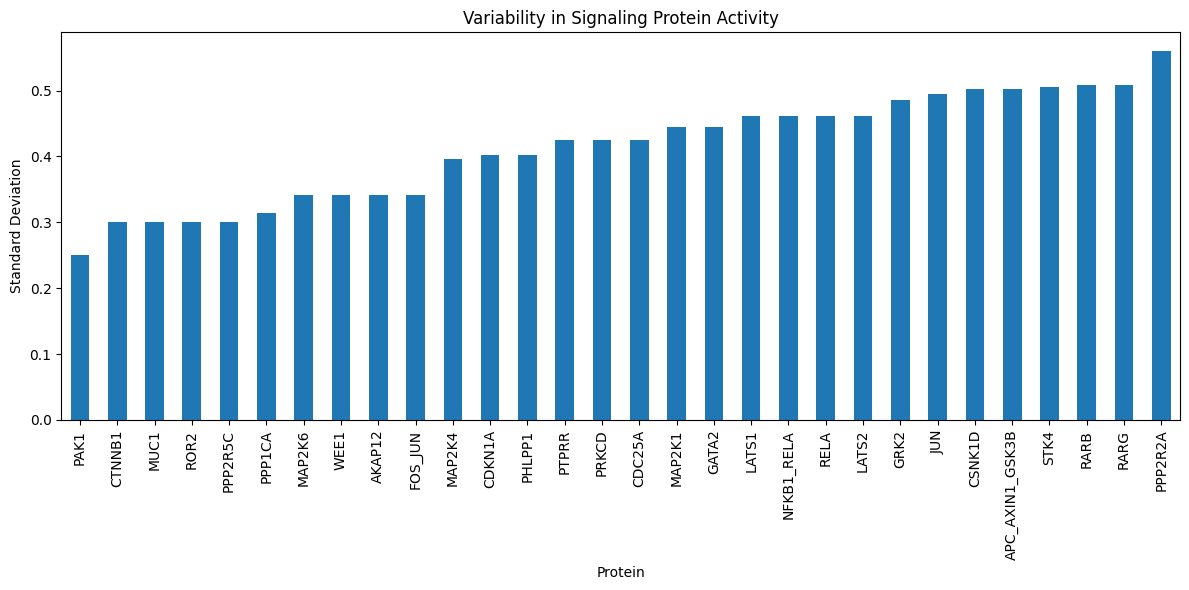 Variability in Signaling Protein Activity
Standard Deviation
0.5
0.4
0.3
0.2
0.1
0.0
PAK1
CTNNB1
MUC1
ROR2
PPP2R5C
PPP1CA
MAP2K6
WEE1
AKAP12
FOS_JUN
MAP2K4
CDKN1A
PHLPP1
PTPRR
PRKCD
CDC25A
MAP2K1
GATA2
LATS1
NFKB1_RELA
RELA
LATS2
GRK2
JUN
CSNK1D
APC_AXIN1_GSK3B
STK4
RARB
RARG
PPP2R2A
Protein